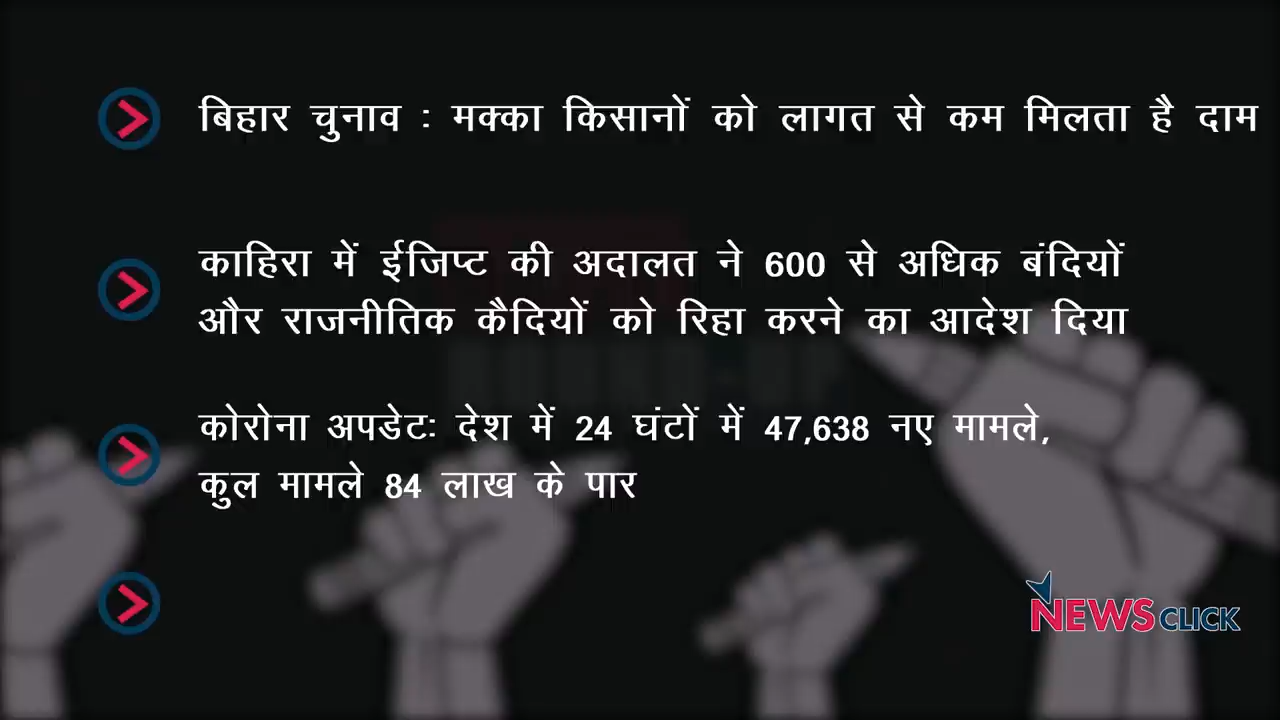 बिहार चुनाव : मक्का किसानों को लागत से कम मिलता है दाम
काहिरा में ईजिप्ट की अदालत ने 600 से अधिक बंदियों
और राजनीतिक कैदियों को रिहा करने का आदेश दिया
कोरोना अपडेटः देश में 24 घंटों में 47,638 नए मामले,
कुल मामले 84 लाख के पार
NEWSCLICK